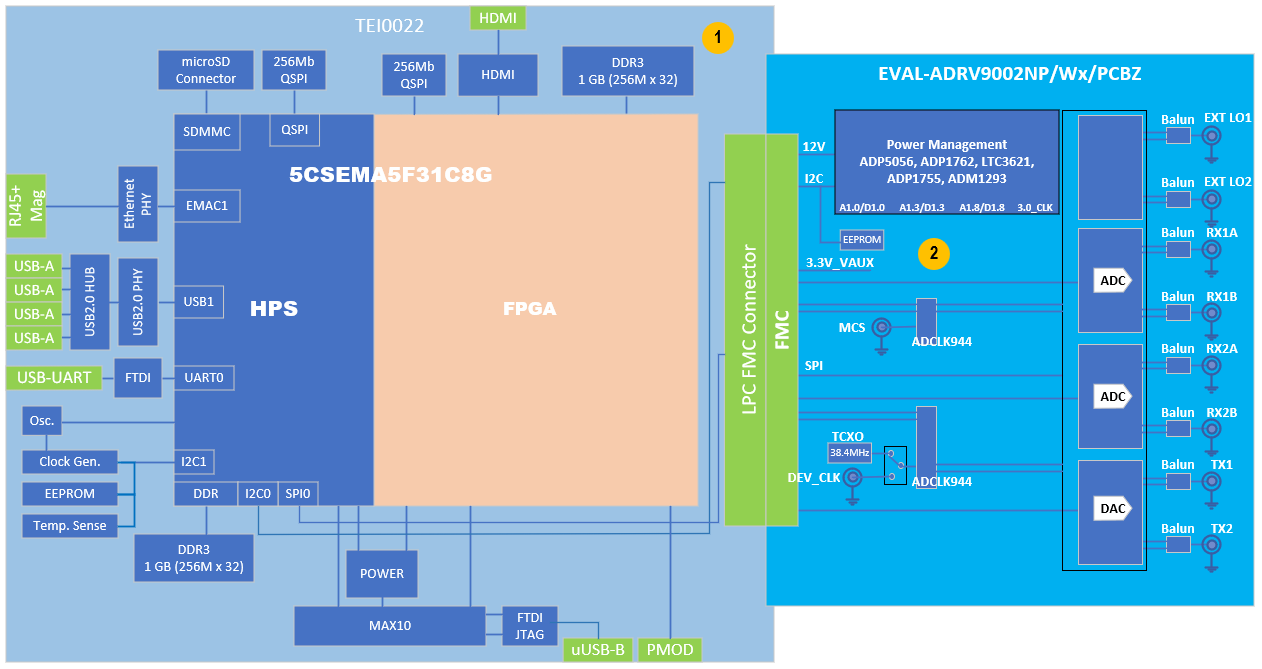 TEI0022
HDMI
1
microSD
Connector
256Mb
QSPI
256Mb
QSPI
HDMI
DDR3
1 GB (256M x 32)
SDMMC
QSPI
5CSEMA5F31C8G
RJ45+
Mag
Ethernet
PHY
EMAC1
USB-A
USB-A
USB-A
USB-A
USB2.0 HUB
USB2.0 PHY
USB1
HPS
FPGA
USB-UART
FTDI
UART0
Osc.
Clock Gen.
I2C1
EEPROM
Temp. Sense
DDR
I2C0
SPI0
DDR3
1 GB (256M x 32)
POWER
MAX10
FTDI
JTAG
uUSB-B
PMOD
LPC FMC Connector
FMC
EVAL-ADRV9002NP/Wx/PCBZ
12V
I2C
Power Management
ADP5056, ADP1762, LTC3621,
ADP1755, ADM1293
A1.0/D1.0
A1.3/D1.3
A1.8/D1.8
3.0_CLK
EEPROM
2
3.3V_VAUX
MCS
ADCLK944
SPI
TCXO
38.4MHz
DEV_CLK
ADCLK944
ADC
ADC
DAC
Balun
EXT LO1
Balun
EXT LO2
Balun
RX1A
Balun
RX1B
Balun
RX2A
Balun
RX2B
Balun
TX1
Balun
TX2